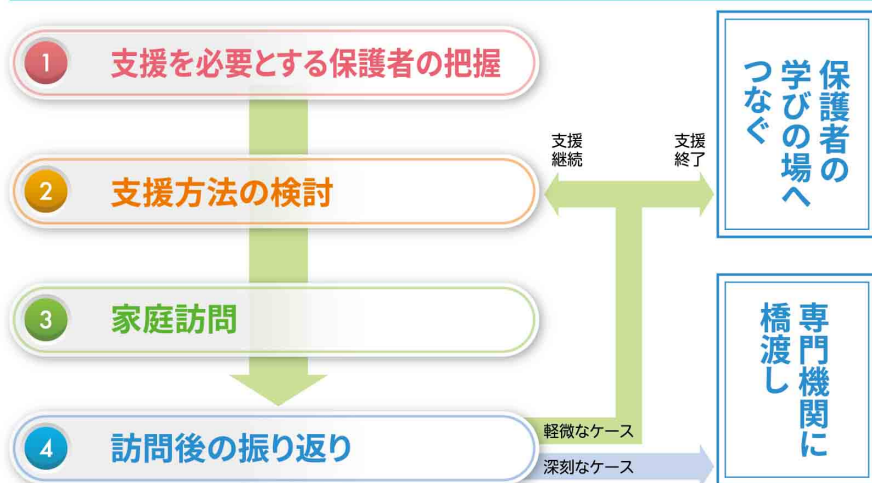 1 支援を必要とする保護者の把握
2 支援方法の検討
3 家庭訪問
4 訪問後の振り返り
支援
継続
支援
終了
軽微なケース
深刻なケース
保護者の
学びの場へ
つなぐ
専門機関に
橋渡し